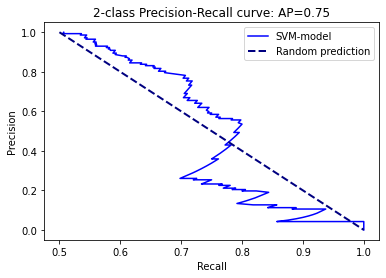 2-class Precision-Recall curve: AP=0.75
SVM-model
Random prediction
Precision
1.0
0.8
0.6
0.4
0.2
0.0
0.5 0.6 0.7 0.8 0.9 1.0
Recall